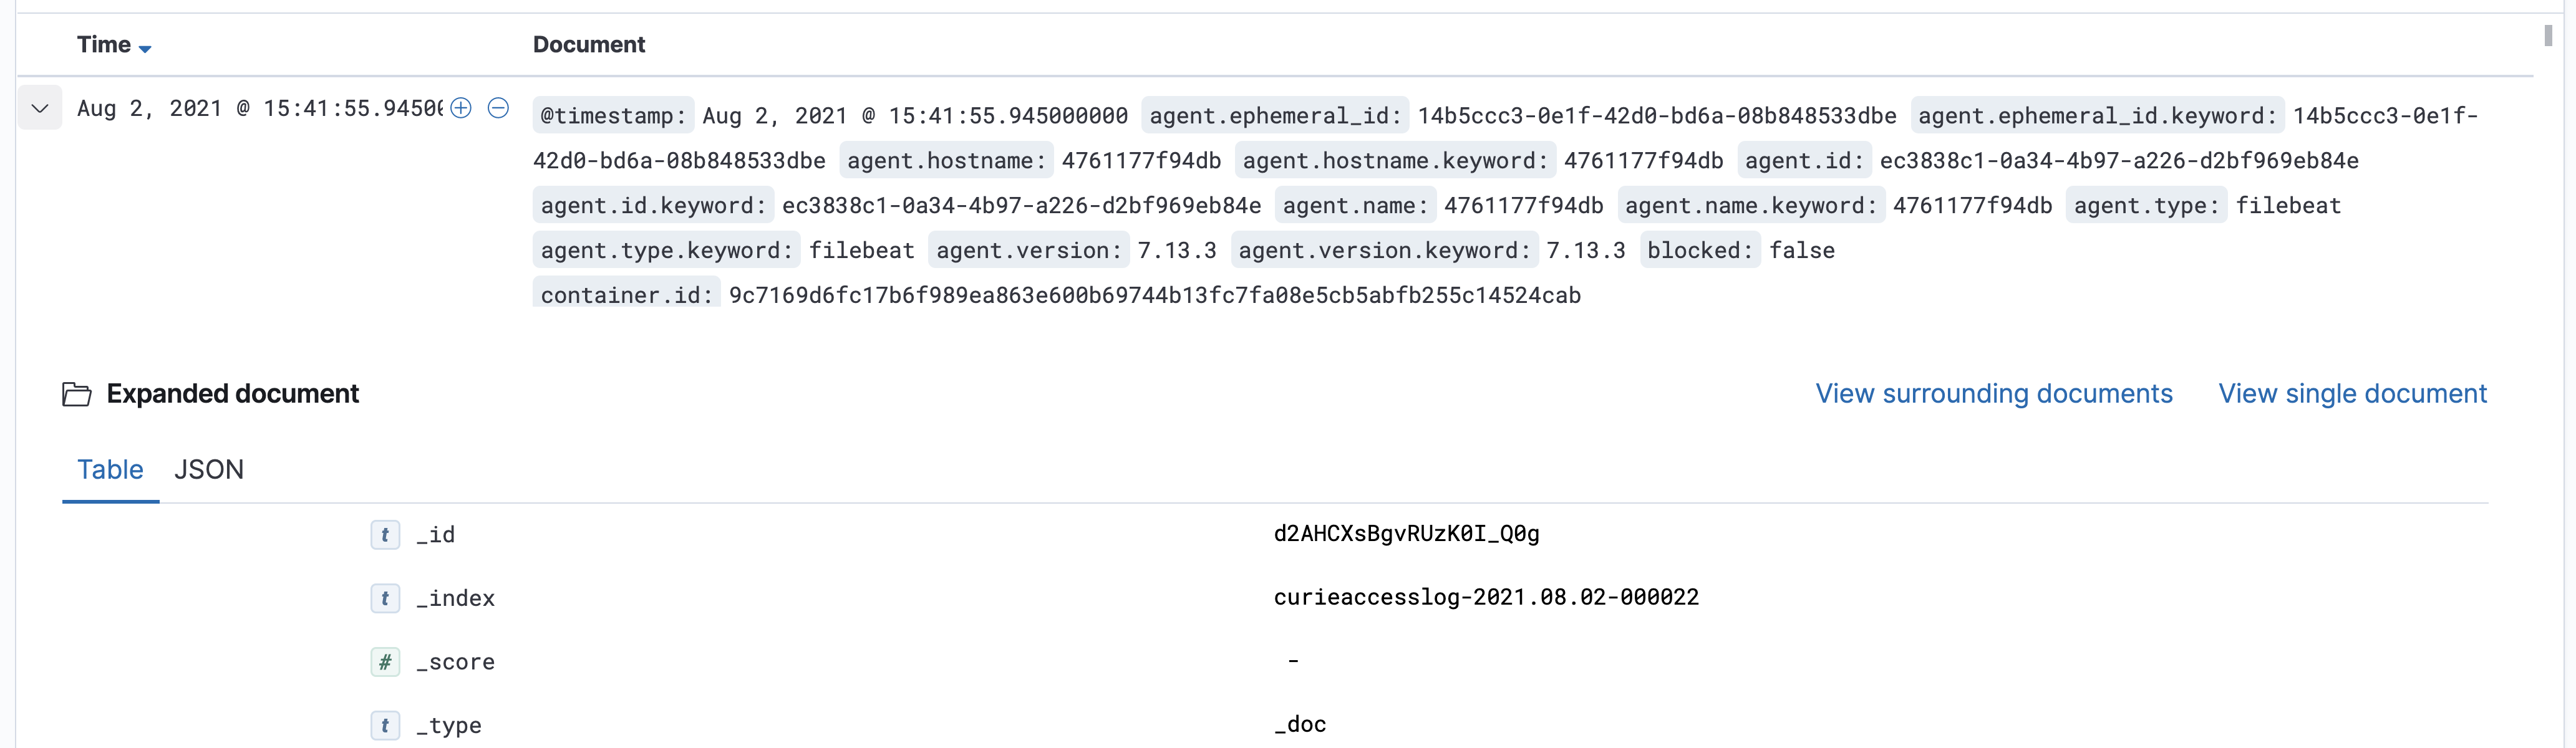 Time Document
Aug 2, 2021 @ 15:41:55.9450 @timestamp: Aug 2, 2021 @ 15:41:55.945000000 agent.ephemeral_id: 14b5ccc3-0e1f-42d0-bd6a-08b848533dbe agent.ephemeral_id.keyword: 14b5ccc3-0e1f-
42d0-bd6a-08b848533dbe agent.hostname: 4761177f94db agent.hostname.keyword: 4761177f94db agent.id: ec3838c1-0a34-4b97-a226-d2bf969eb84e
agent.id.keyword: ec3838c1-0a34-4b97-a226-d2bf969eb84e agent.name: 4761177f94db agent.name.keyword: 4761177f94db agent.type: filebeat
agent.type.keyword: filebeat agent.version: 7.13.3 agent.version.keyword: 7.13.3 blocked: false
container.id: 9c7169d6fc17b6f989ea863e600b69744b13fc7fa08e5cb5abfb255c14524cab
Expanded document View surrounding documents View single document
Table JSON
t _id d2AHCXsBgvRUzK0I_Q0g
t _index curieaccesslog-2021.08.02-000022
# _score -
t _type _doc